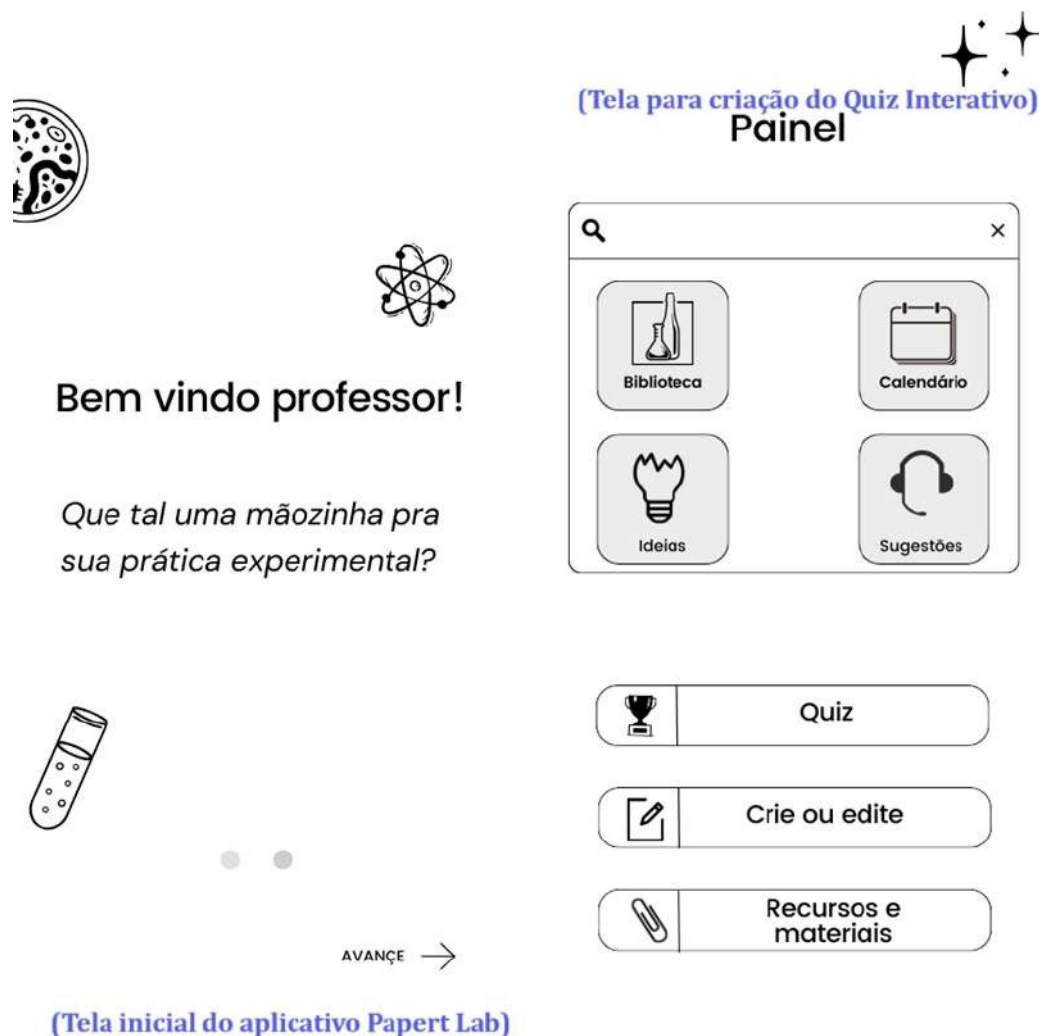 Bem vindo professor!
Que tal uma mãozinha pra
sua prática experimental?
AVANÇE
(Tela inicial do aplicativo Papert Lab)
(Tela para criação do Quiz Interativo)
Painel
Biblioteca
Calendário
Ideias
Sugestões
Quiz
Crie ou edite
Recursos e
materiais